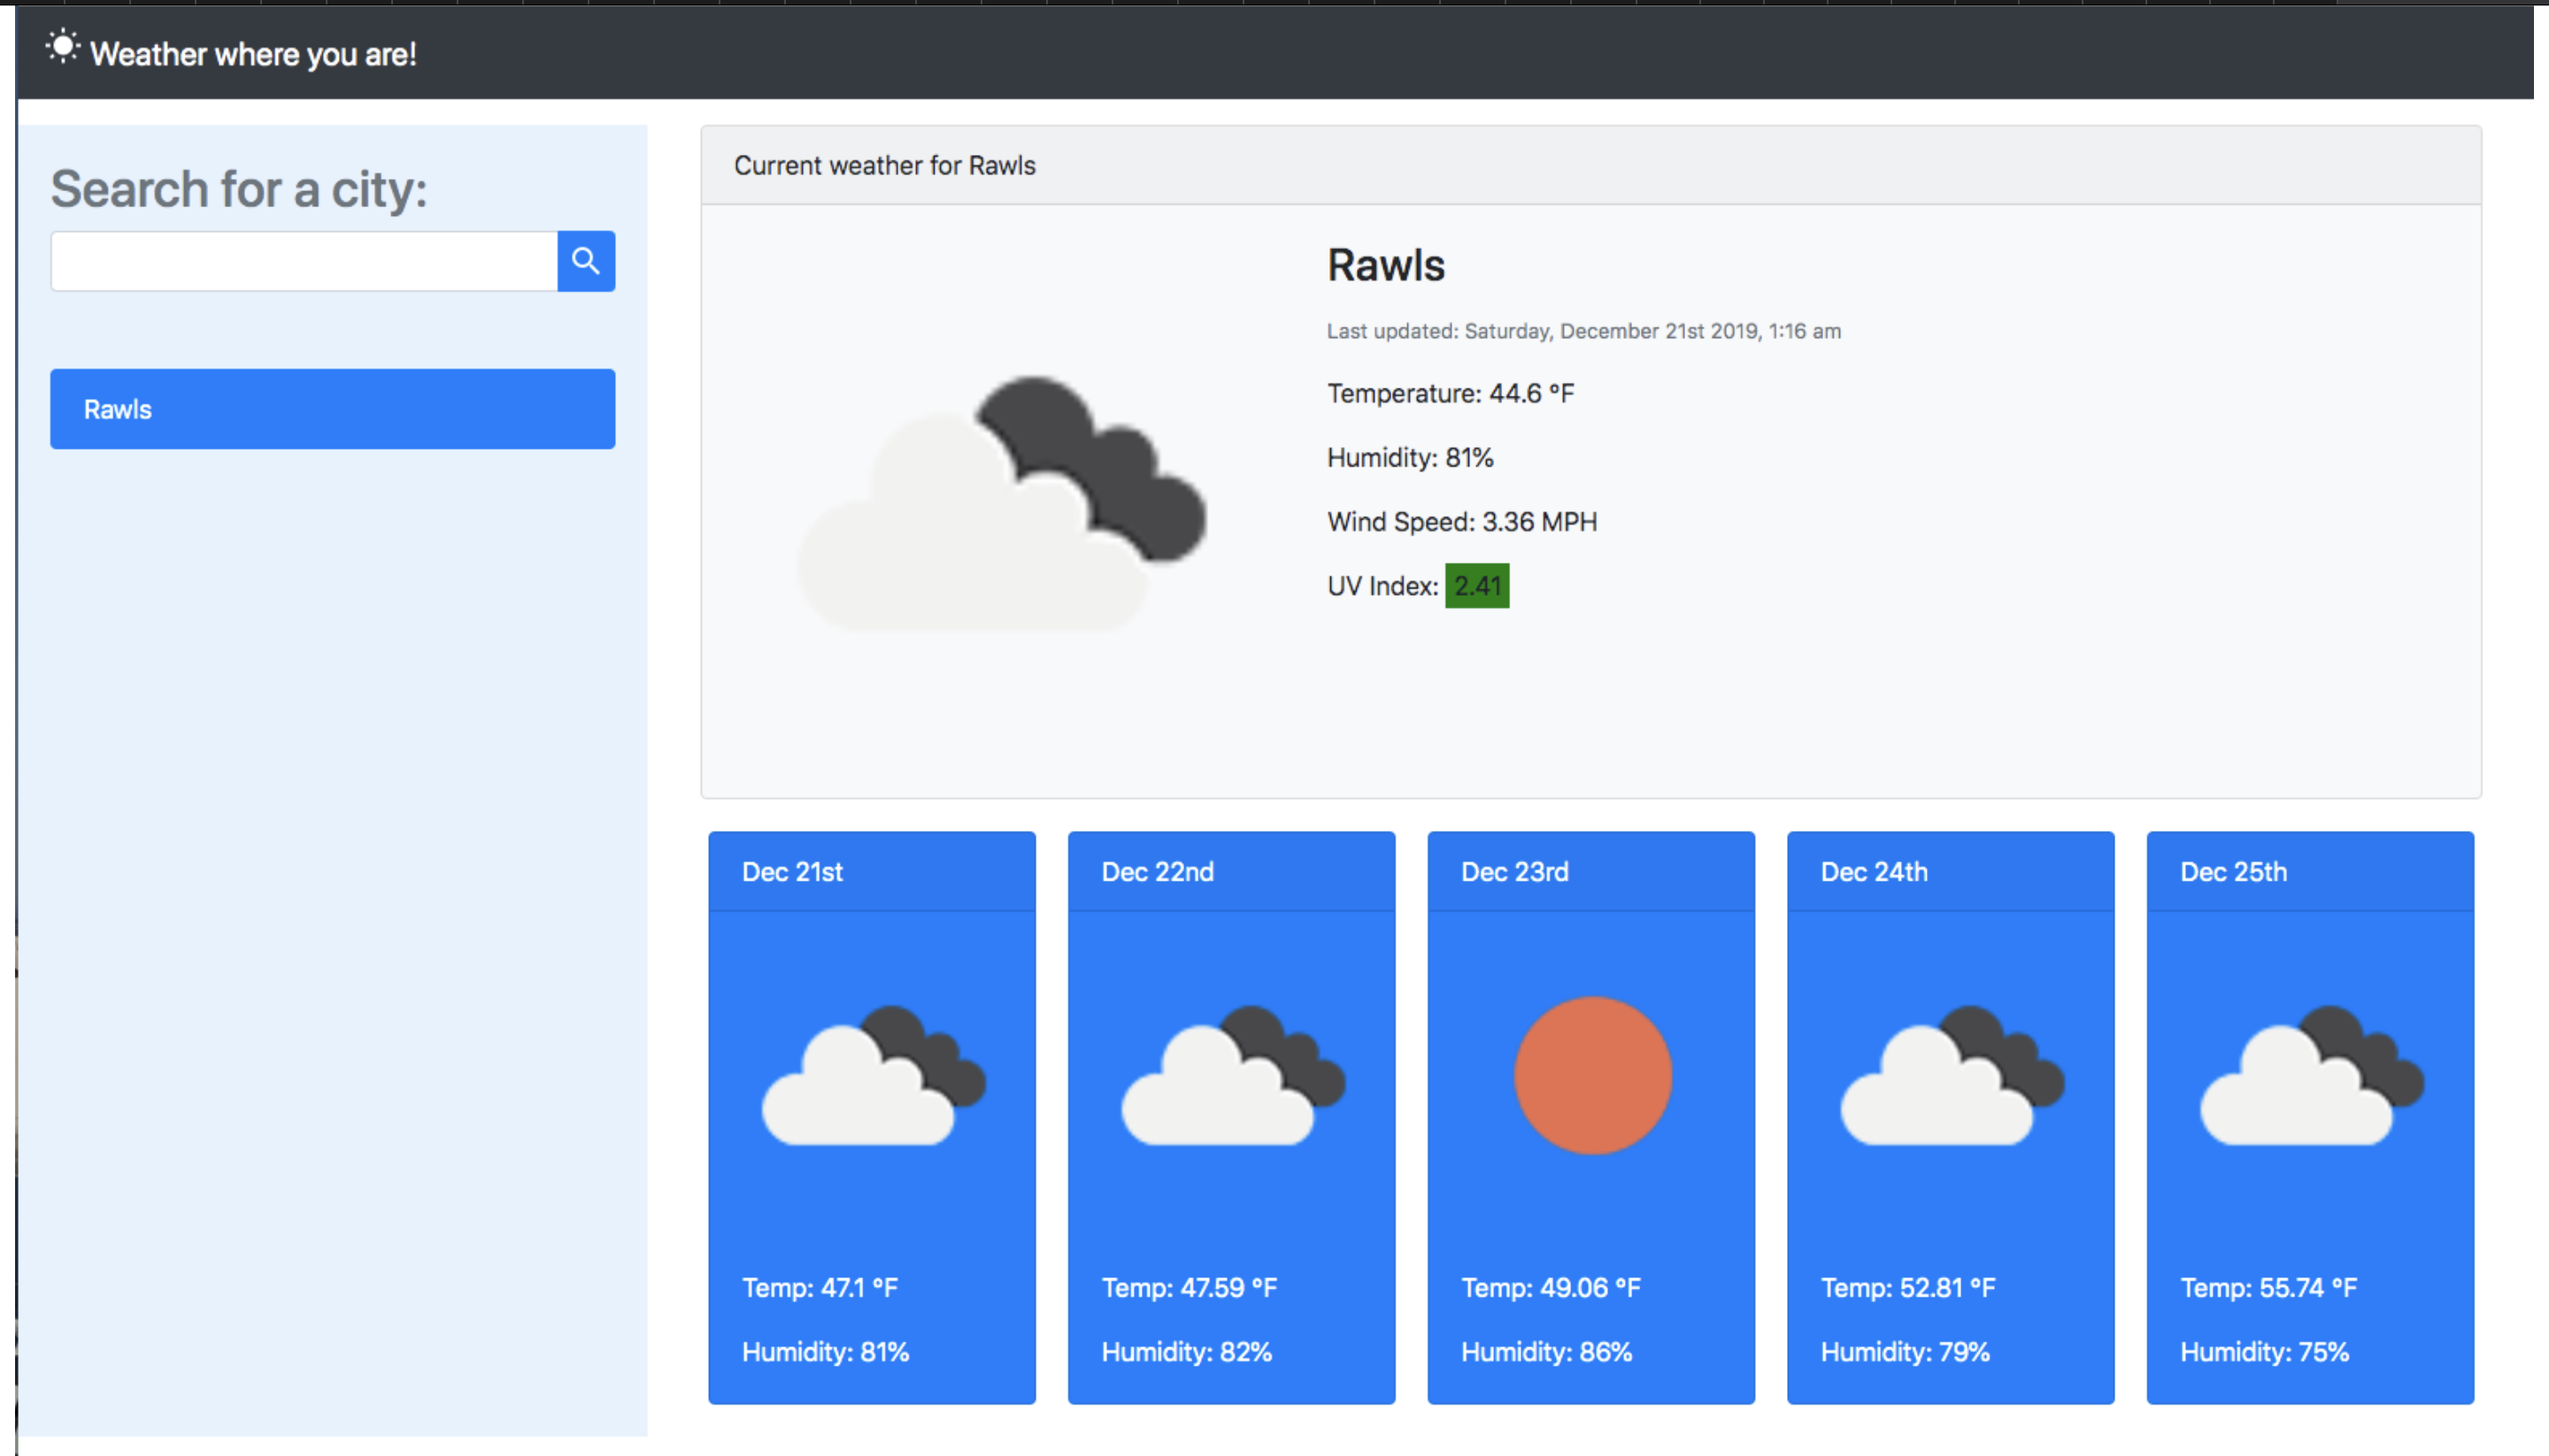 Weather where you are!
Search for a city:
Rawls
Current weather for Rawls
Rawls
Last updated: Saturday, December 21st 2019, 1:16 am
Temperature: 44.6 °F
Humidity: 81%
Wind Speed: 3.36 MPH
UV Index: 2.41
Dec 21st
Temp: 47.1 °F
Humidity: 81%
Dec 22nd
Temp: 47.59 °F
Humidity: 82%
Dec 23rd
Temp: 49.06 °F
Humidity: 86%
Dec 24th
Temp: 52.81 °F
Humidity: 79%
Dec 25th
Temp: 55.74 °F
Humidity: 75%